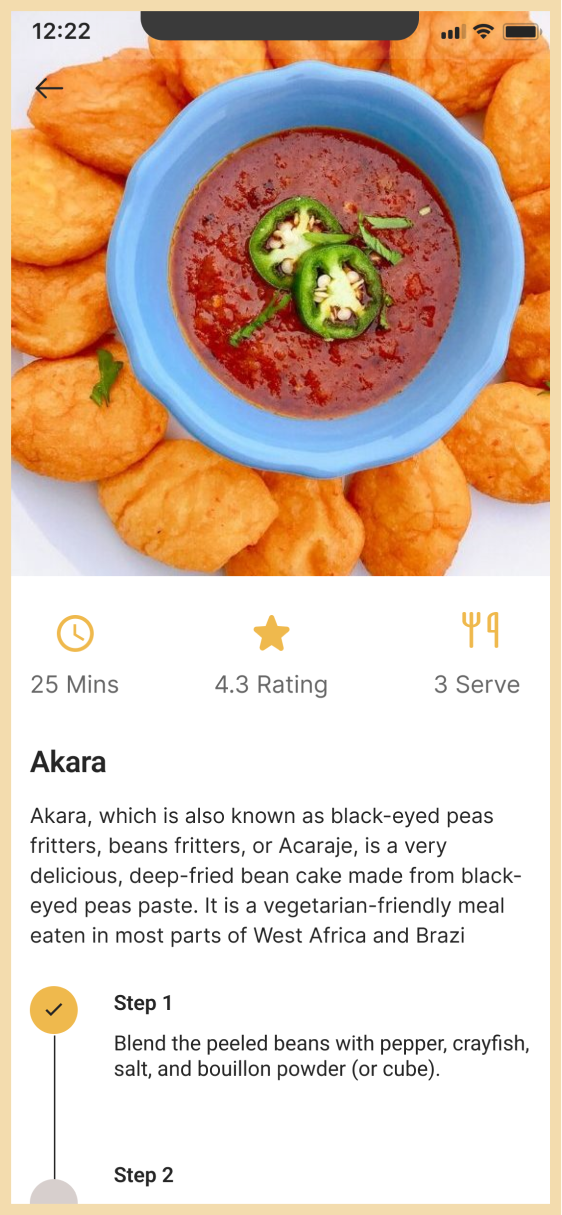 12:22
25 Mins
4.3 Rating
3 Serve
Akara
Akara, which is also known as black-eyed peas
fritters, beans fritters, or Acaraje, is a very
delicious, deep-fried bean cake made from black-
eyed peas paste. It is a vegetarian-friendly meal
eaten in most parts of West Africa and Brazi
Step 1
Blend the peeled beans with pepper, crayfish,
salt, and bouillon powder (or cube).
Step 2